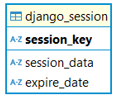 django_session
A-Z session_key
A-Z session_data
A-Z expire_date